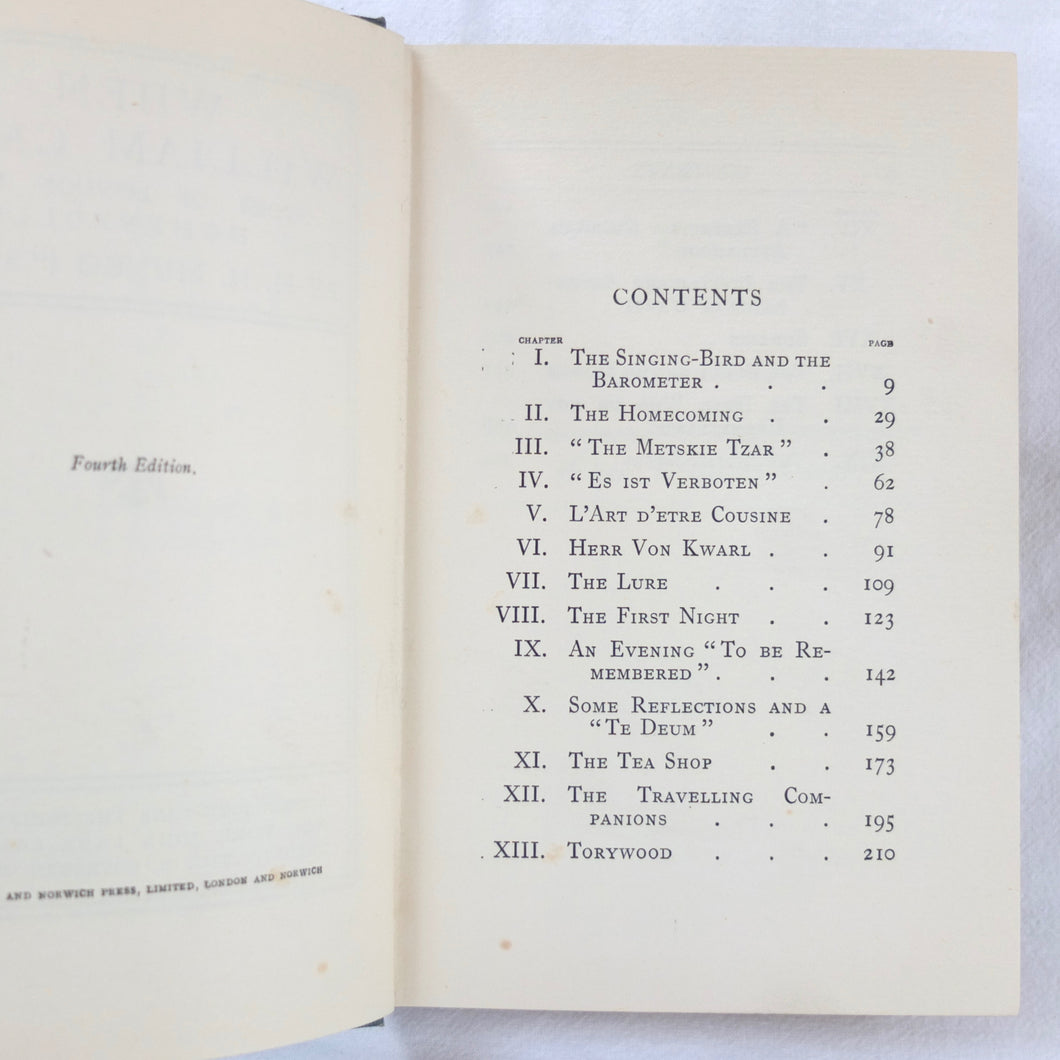 Fourth Edition.
AND NORWICH PRESS, LIMITED, LONDON AND NORWICH
CONTENTS
CHAPTER PAGE
I. The Singing-Bird and the
Barometer . . . 9
II. The Homecoming . . 29
III. “The Metskie Tzar” . 38
IV. “Es ist Verboten” . 62
V. L’Art d’etre Cousine . 78
VI. Herr Von Kwarl . . 91
VII. The Lure . . . 109
VIII. The First Night . . 123
IX. An Evening “To be Re-
membered” . . . 142
X. Some Reflections and a
“Te Deum” . . 159
XI. The Tea Shop . . 173
XII. The Travelling Com-
panions . . . 195
XIII. Torywood . . . 210